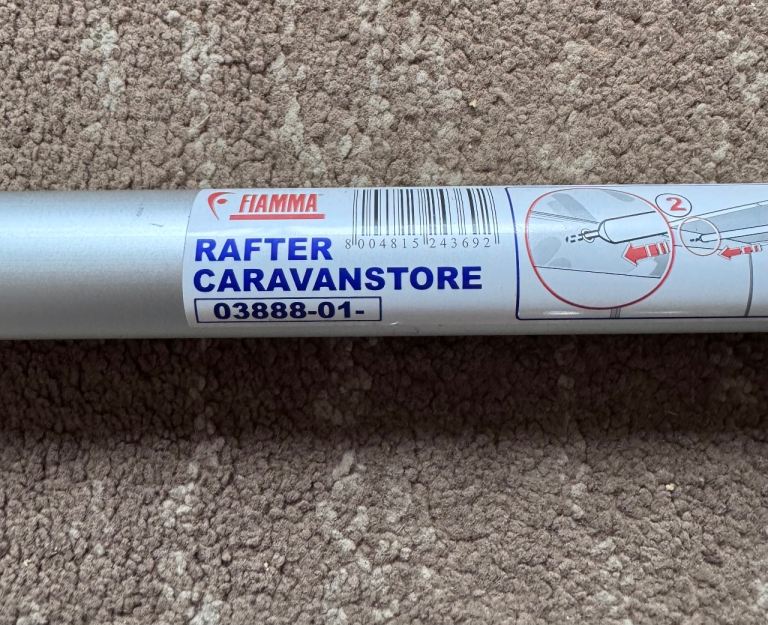 FIAMMA
8 004815 243692
RAFTER
CARAVANSTORE
03888-01-
2